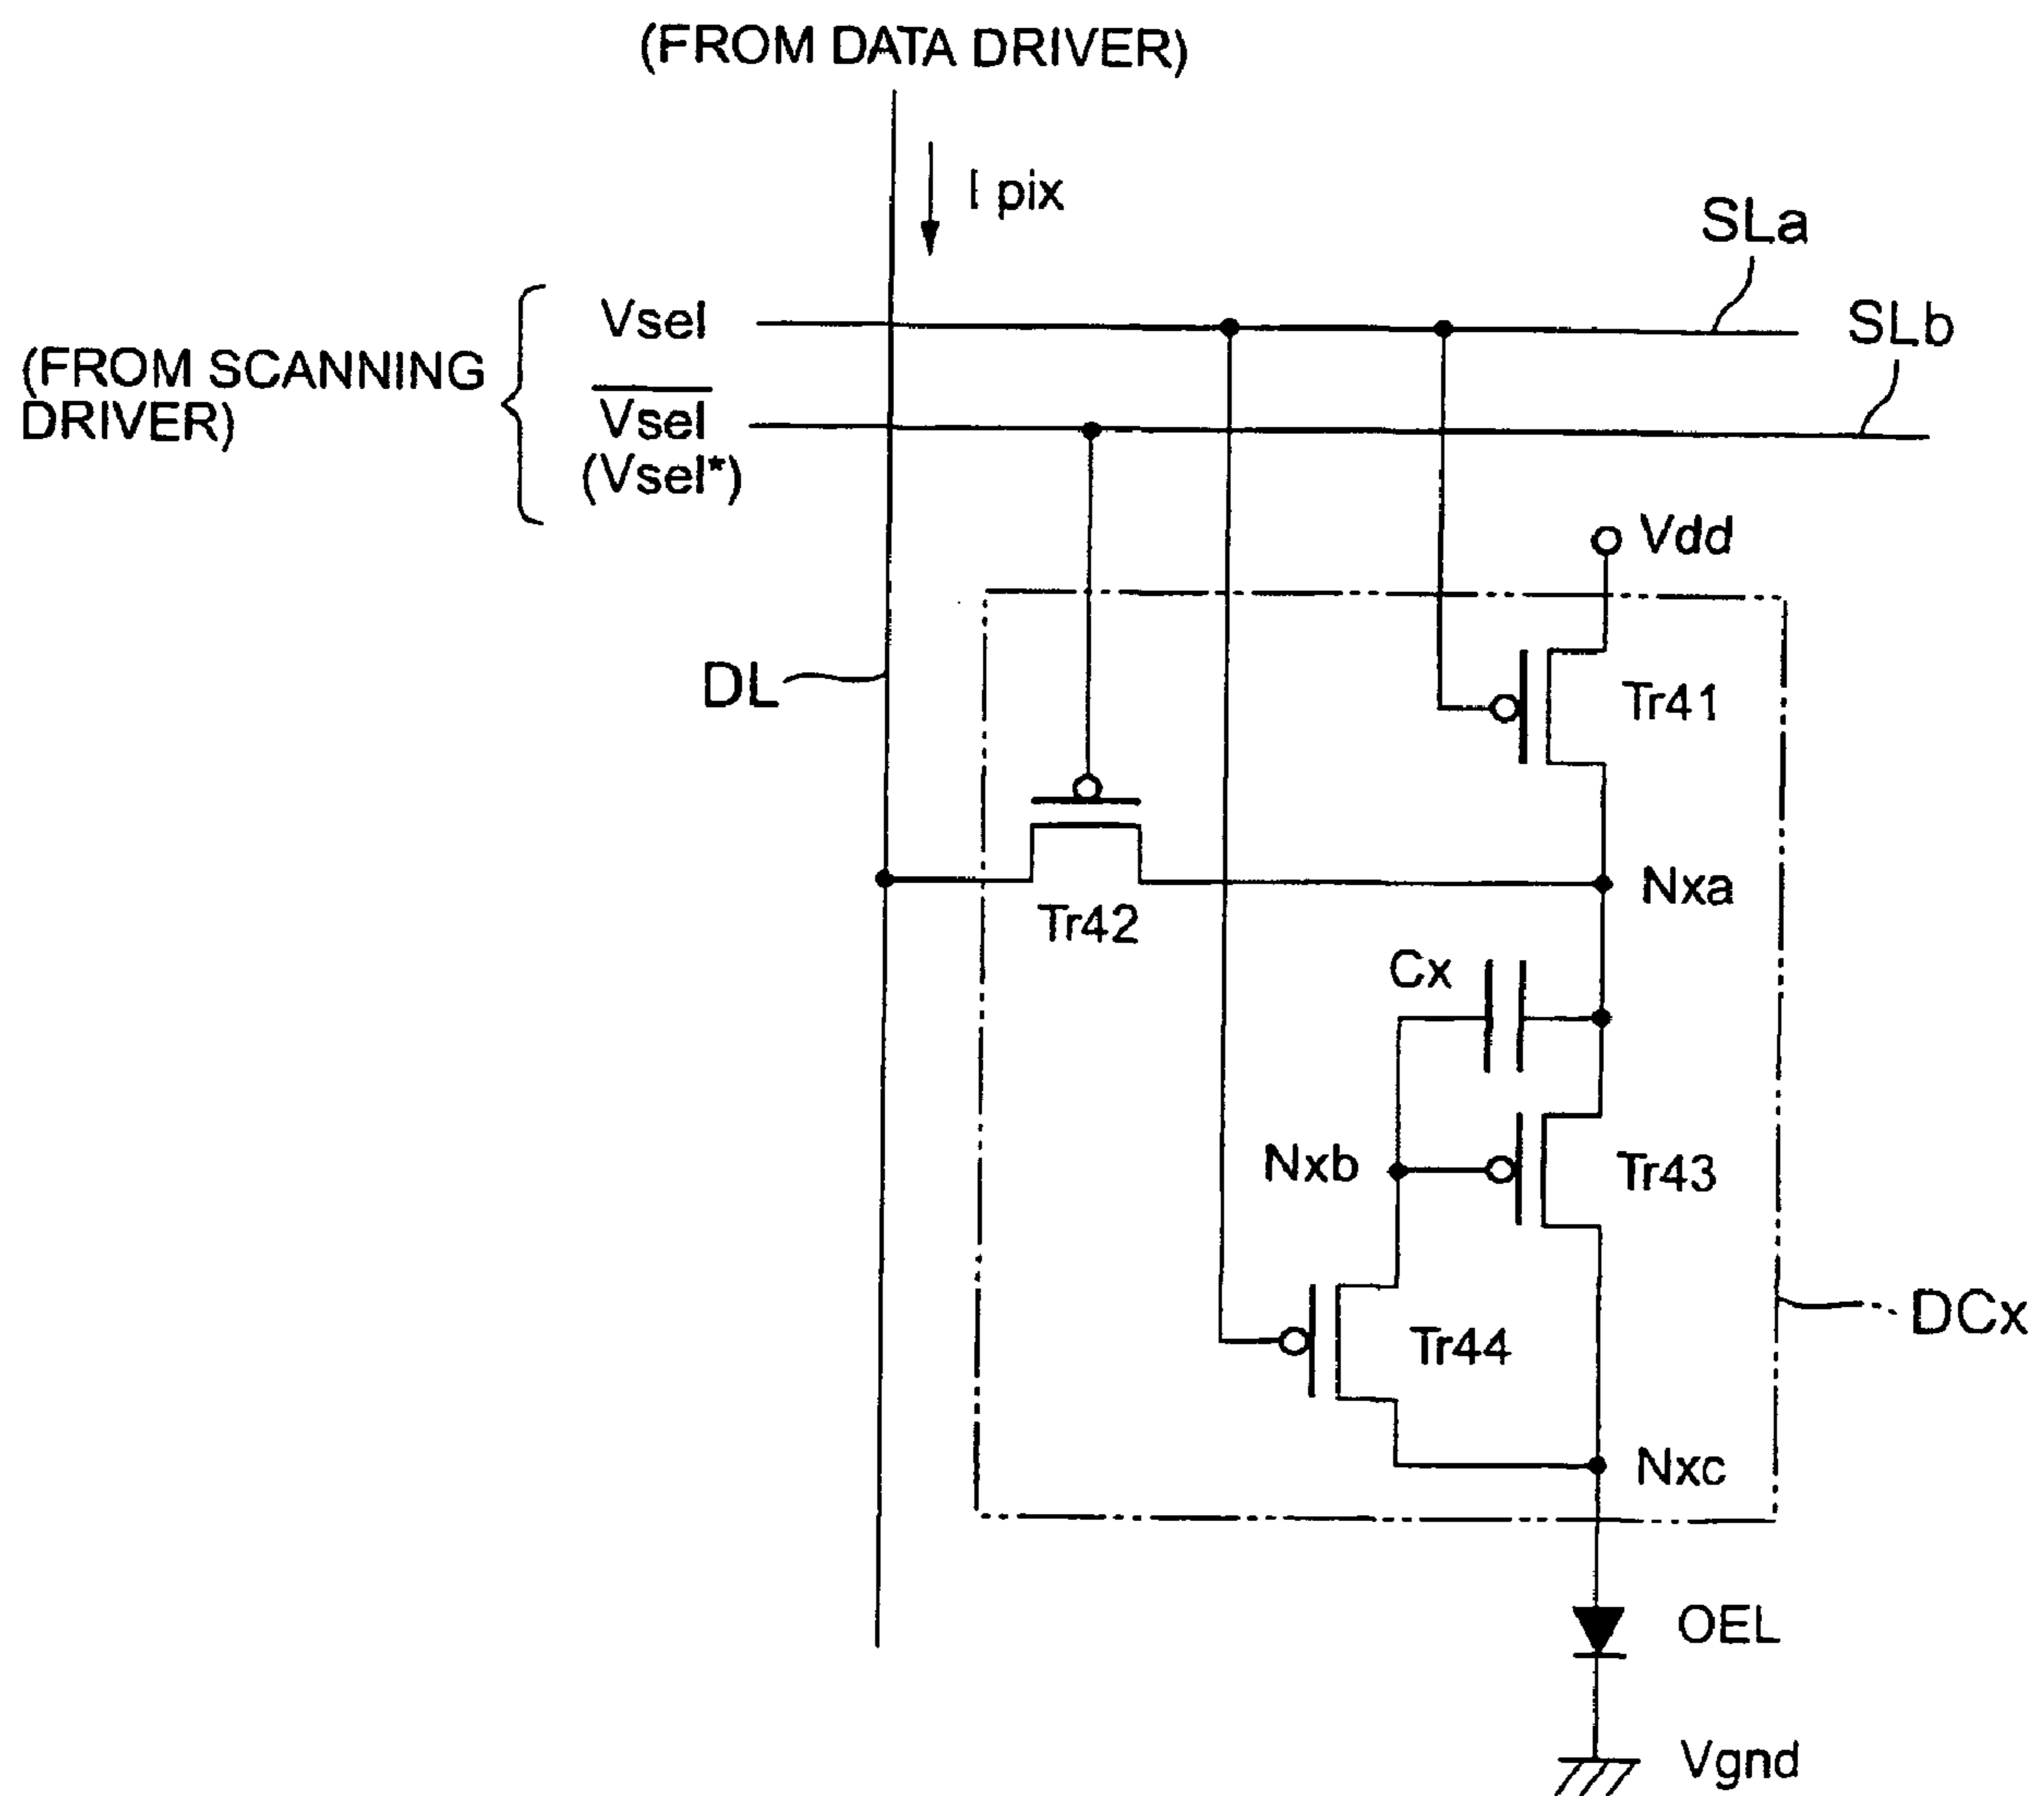 (FROM DATA DRIVER)
I pix
SLa
SLb
Vsel
(FROM SCANNING
DRIVER)
Vsel
(Vsel*)
Vdd
DL
Tr41
Nxa
Tr42
Cx
Nxb
Tr43
Tr44
DCx
Nxc
OEL
Vgnd